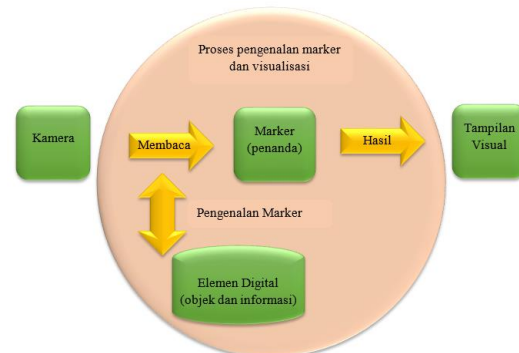 Proses pengenalan marker
dan visualisasi
Kamera
Membaca
Marker
(penanda)
Hasil
Tampilan
Visual
Pengenalan Marker
Elemen Digital
(objek dan informasi)